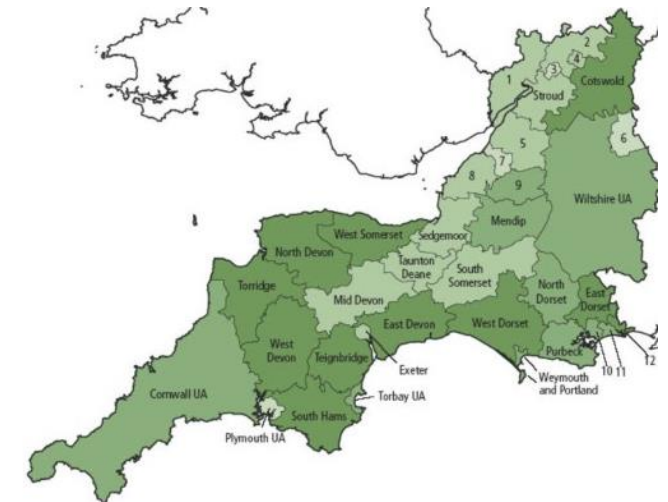 2
4
3
1
Cotswold
Stroud
6
5
7
8
9
Wiltshire UA
Mendip
West Somerset
Sedgemoor
North Devon
Taunton
Deane
South
Somerset
North
Dorset
East
Dorset
Torridge
Mid Devon
East Devon
West Dorset
West
Devon
Teignbridge
Purbeck
12
10
11
Exeter
Weymouth
and Portland
Cornwall UA
Torbay UA
South Hams
Plymouth UA